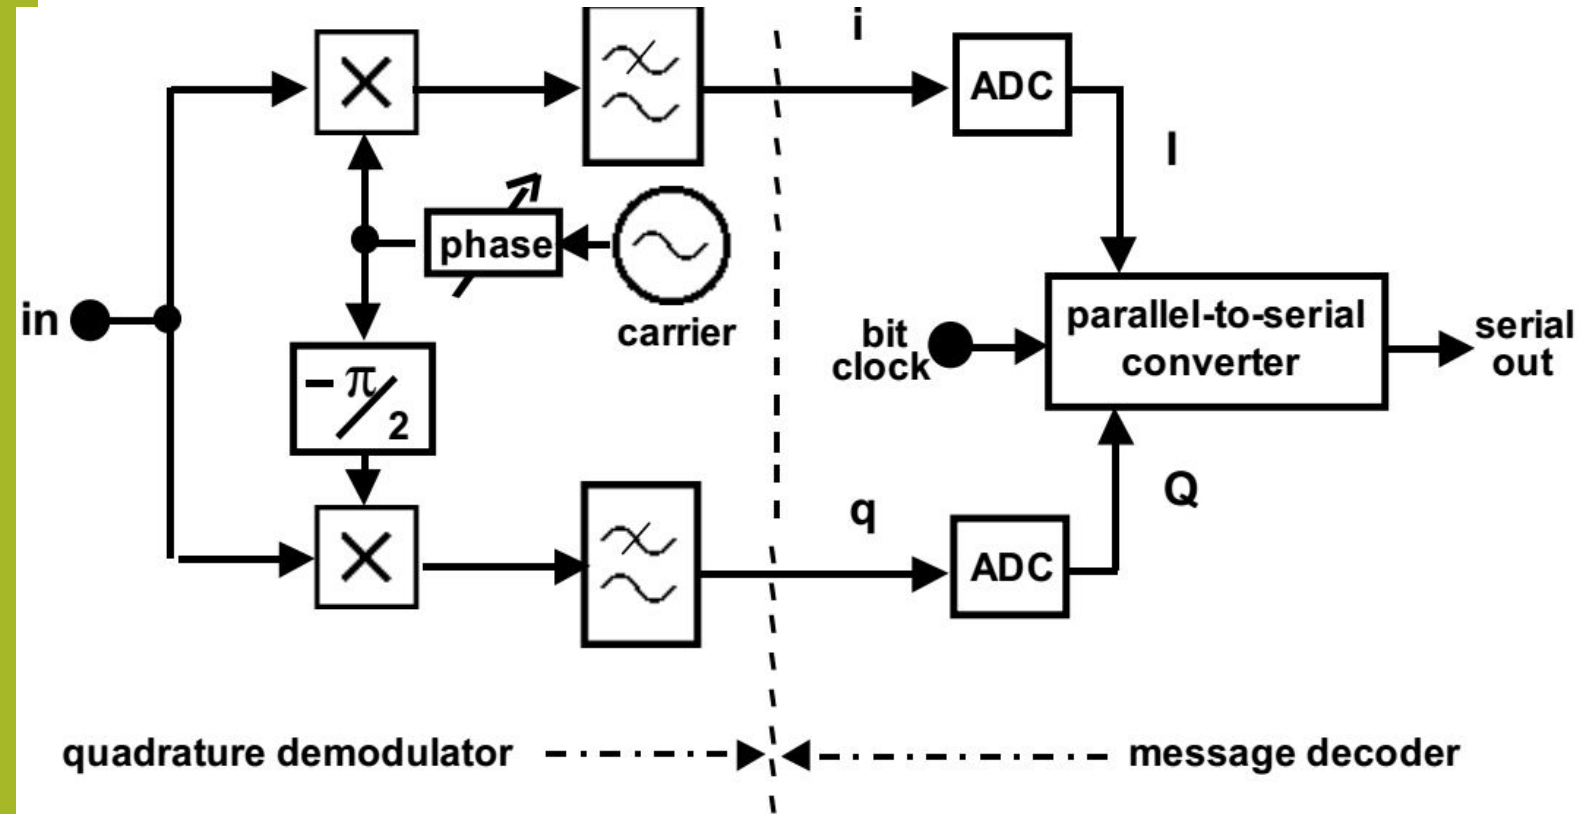 i
ADC
I
phase
carrier
in
bit
clock
parallel-to-serial
converter
serial
out
− π/2
q
Q
ADC
quadrature demodulator
message decoder